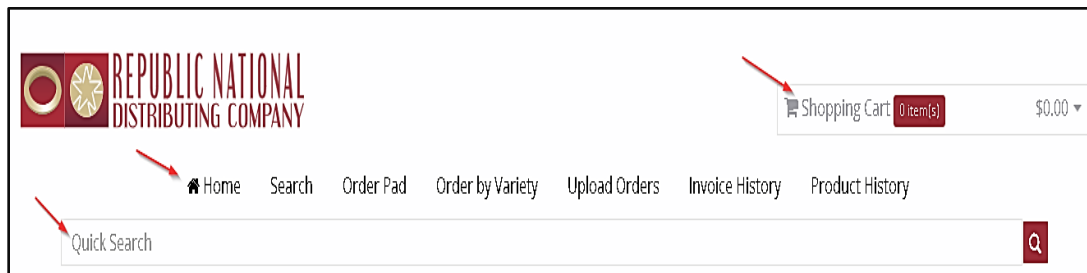 REPUBLIC NATIONAL
DISTRIBUTING COMPANY
Shopping Cart 0 item(s) $0.00
Home Search Order Pad Order by Variety Upload Orders Invoice History Product History
Quick Search